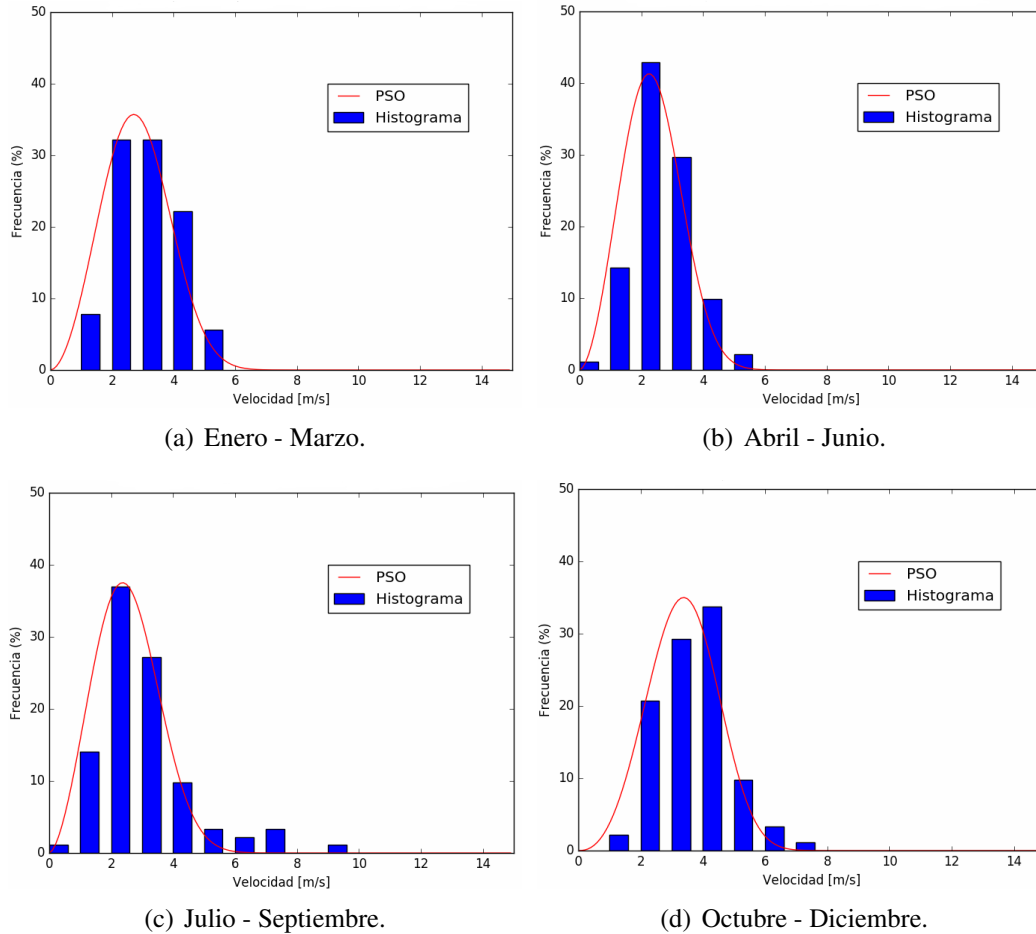 50
40
30
20
10
0
Frecuencia (%)
PSO
Histograma
0 2 4 6 8 10 12 14
Velocidad [m/s]
(a) Enero - Marzo.
50
40
30
20
10
0
Frecuencia (%)
PSO
Histograma
0 2 4 6 8 10 12 14
Velocidad [m/s]
(b) Abril - Junio.
50
40
30
20
10
0
Frecuencia (%)
PSO
Histograma
0 2 4 6 8 10 12 14
Velocidad [m/s]
(c) Julio - Septiembre.
50
40
30
20
10
0
Frecuencia (%)
PSO
Histograma
0 2 4 6 8 10 12 14
Velocidad [m/s]
(d) Octubre - Diciembre.